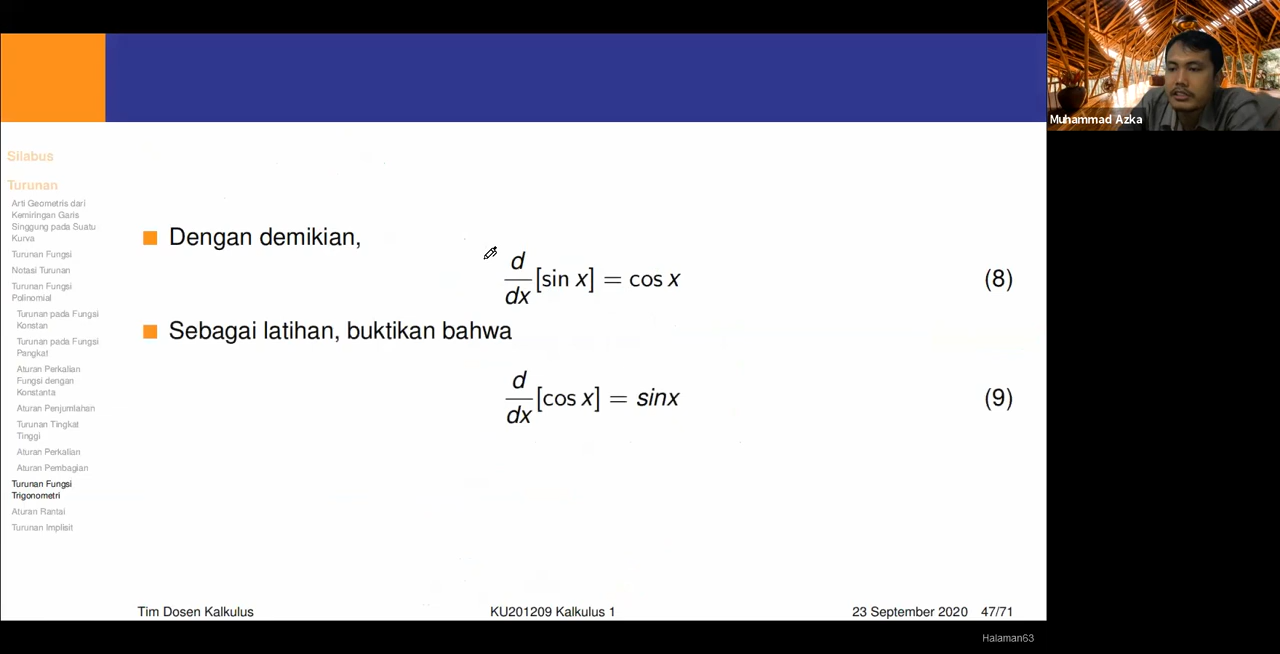 Muhammad Azka
Silabus
Turunan
Arti Geometris dari
Kemiringan Garis
Singgung pada Suatu
Kurva
Turunan Fungsi
Notasi Turunan
Turunan Fungsi
Polinomial
Turunan pada Fungsi
Konstan
Turunan pada Fungsi
Pangkat
Aturan Perkalian
Fungsi dengan
Konstanta
Aturan Penjumlahan
Turunan Tingkat
Tinggi
Aturan Perkalian
Aturan Pembagian
Turunan Fungsi
Trigonometri
Aturan Rantai
Turunan Implisit
Dengan demikian,
d/dx [sin x] = cos x (8)
Sebagai latihan, buktikan bahwa
d/dx [cos x] = sinx (9)
Tim Dosen Kalkulus KU201209 Kalkulus 1 23 September 2020 47/71
Halaman63